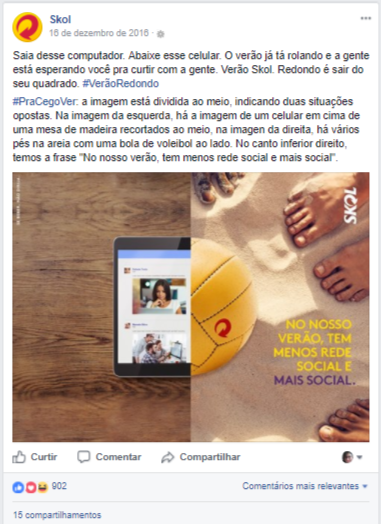 Skol
16 de dezembro de 2016 ·
Saia desse computador. Abaixe esse celular. O verão já tá rolando e a gente
está esperando você pra curtir com a gente. Verão Skol. Redondo é sair do
seu quadrado. #VerãoRedondo
#PraCegoVer: a imagem está dividida ao meio, indicando duas situações
opostas. Na imagem da esquerda, há a imagem de um celular em cima de
uma mesa de madeira recortados ao meio, na imagen da direita, há vários
pés na areia com uma bola de voleibol ao lado. No canto inferior direito,
temos a frase "No nosso verão, tem menos rede social e mais social".
SKOL
NO NOSSO
VERÃO, TEM
MENOS REDE
SOCIAL E
MAIS SOCIAL.
Curtir
Comentar
Compartilhar
902
Comentários mais relevantes
15 compartilhamentos